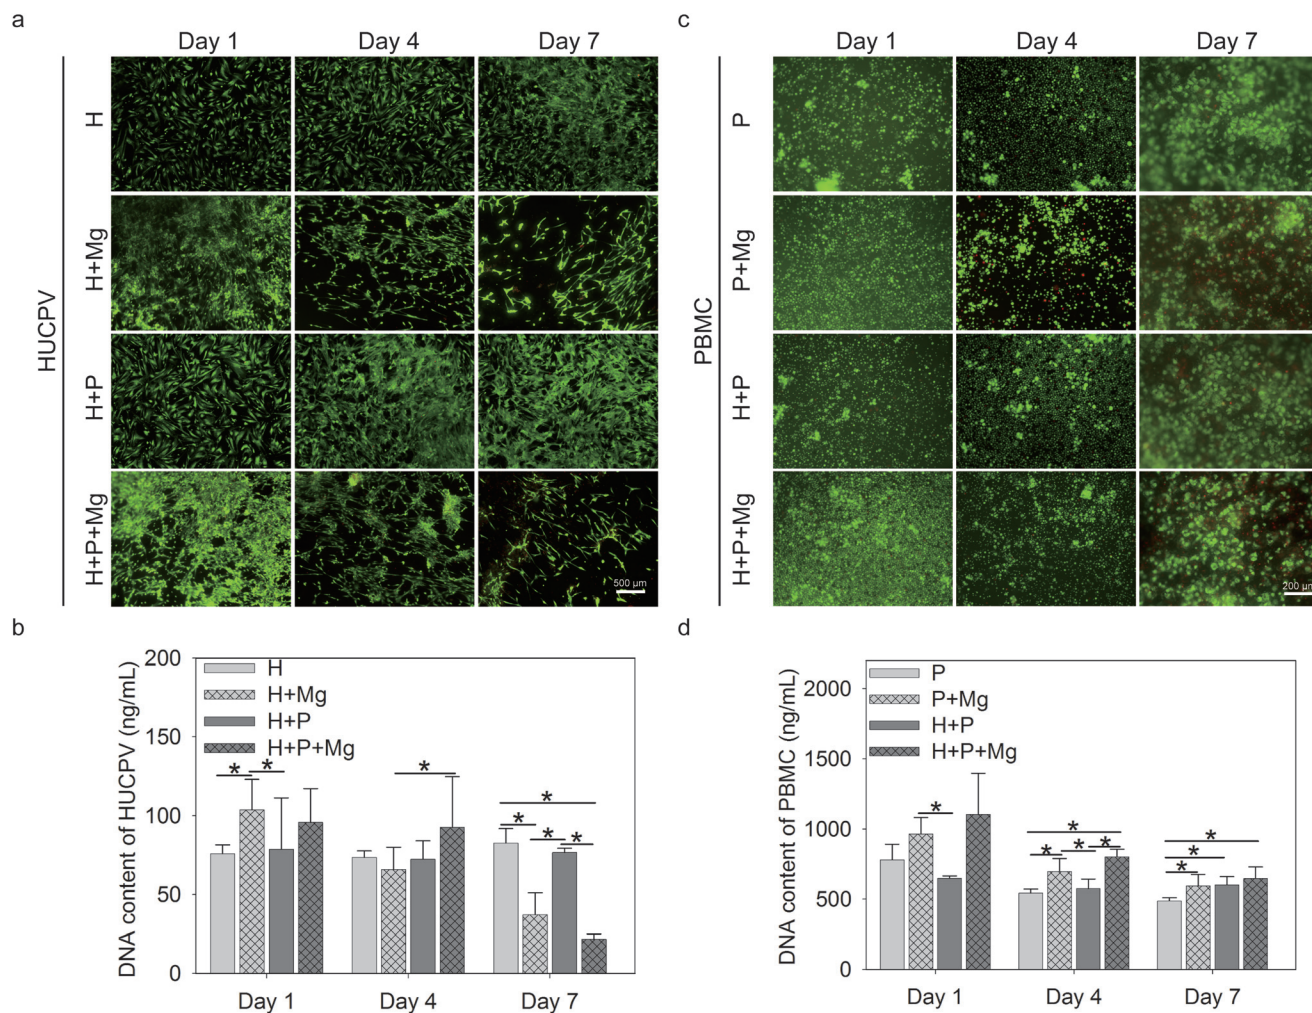 a
Day 1 Day 4 Day 7
HUCPV
H
H+Mg
H+P
H+P+Mg
500 µm
c
Day 1 Day 4 Day 7
PBMC
P
P+Mg
H+P
H+P+Mg
200 µm
b
DNA content of HUCPV (ng/mL)
200
150
100
50
0
H
H+Mg
H+P
H+P+Mg
* *
*
*
* * *
Day 1 Day 4 Day 7
d
DNA content of PBMC (ng/mL)
2000
1500
1000
500
0
P
P+Mg
H+P
H+P+Mg
*
*
* * *
*
*
*
Day 1 Day 4 Day 7